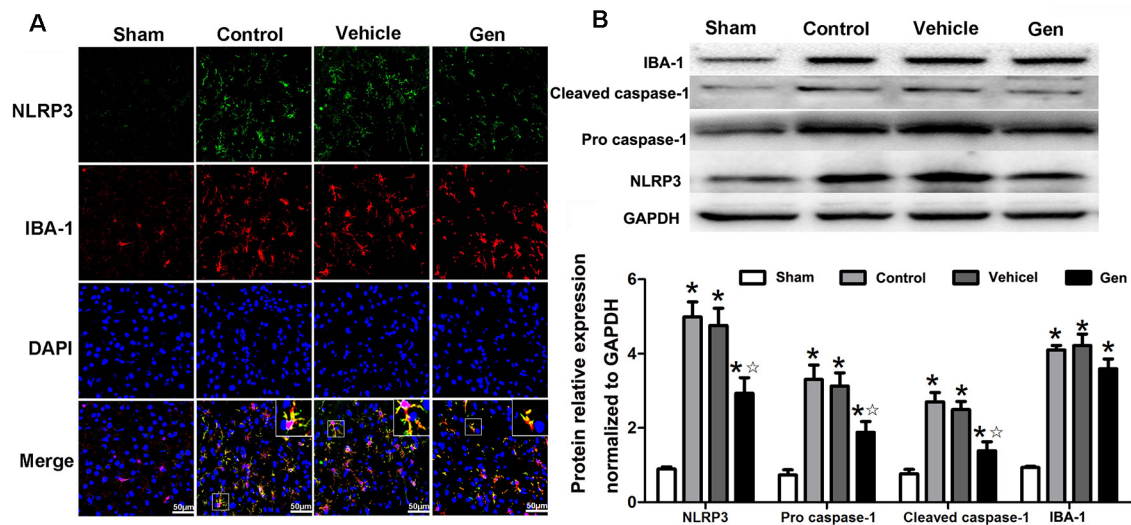 A
Sham Control Vehicle Gen
NLRP3
IBA-1
DAPI
Merge
50μm 50μm 50μm 50μm
B
Sham Control Vehicle Gen
IBA-1
Cleaved caspase-1
Pro caspase-1
NLRP3
GAPDH
Protein relative expression
normalized to GAPDH
6
4
2
0
Sham Control Vehicel Gen
* * *☆
* * *☆
* * *☆
* * *
NLRP3 Pro caspase-1 Cleaved caspase-1 IBA-1